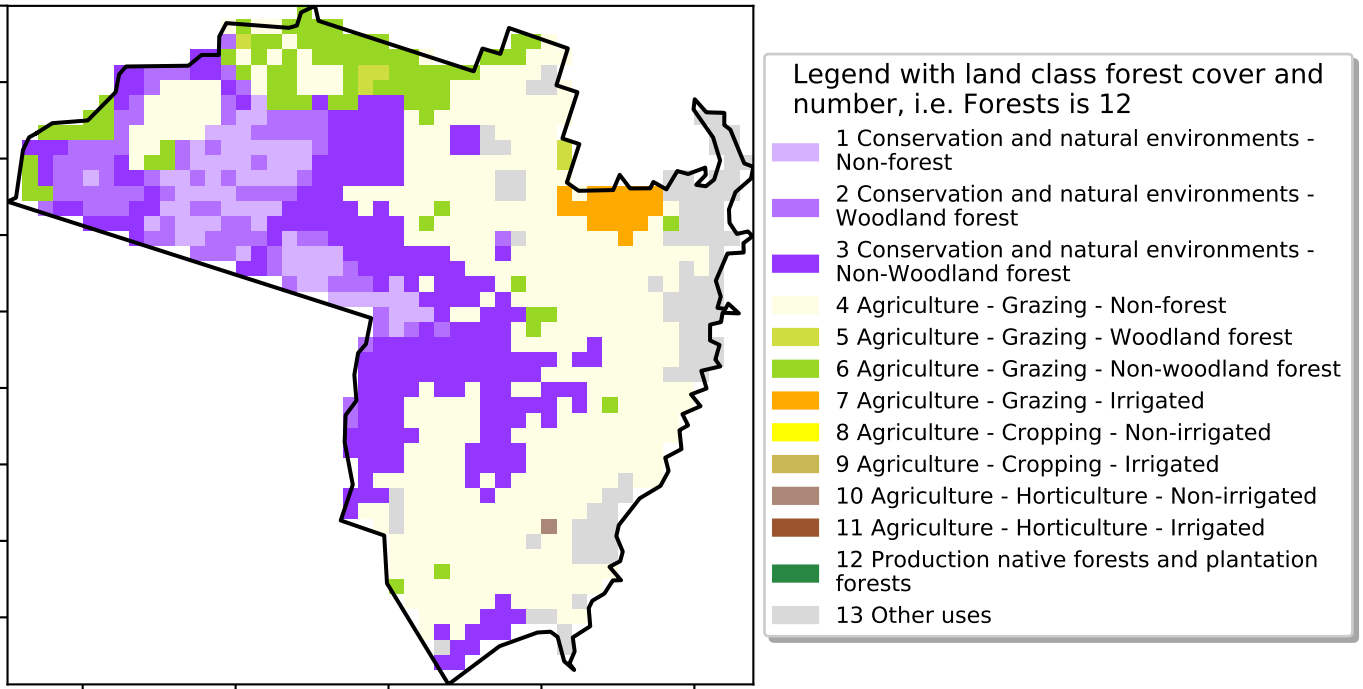 Legend with land class forest cover and
number, i.e. Forests is 12
1 Conservation and natural environments -
Non-forest
2 Conservation and natural environments -
Woodland forest
3 Conservation and natural environments -
Non-Woodland forest
4 Agriculture - Grazing - Non-forest
5 Agriculture - Grazing - Woodland forest
6 Agriculture - Grazing - Non-woodland forest
7 Agriculture - Grazing - Irrigated
8 Agriculture - Cropping - Non-irrigated
9 Agriculture - Cropping - Irrigated
10 Agriculture - Horticulture - Non-irrigated
11 Agriculture - Horticulture - Irrigated
12 Production native forests and plantation
forests
13 Other uses